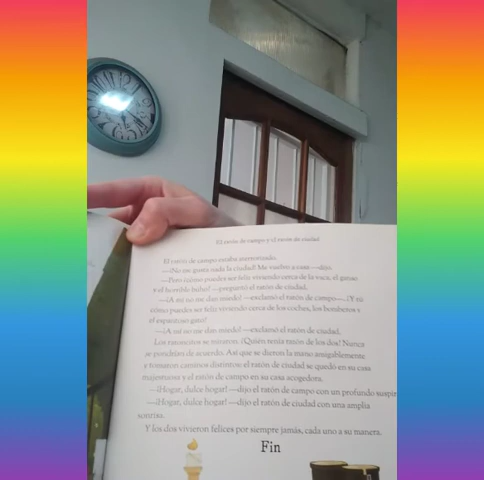 El ratón de campo y el ratón de ciudad
El ratón de campo estaba aterrorizado.
—¡No me gusta nada la ciudad! Me vuelvo a casa —dijo.
—Pero ¿cómo puedes ser feliz viviendo cerca de la vaca, el ganso
y el horrible búho? —preguntó el ratón de ciudad.
—¡A mí no me dan miedo! —exclamó el ratón de campo—. ¿Y tú
cómo puedes ser feliz viviendo cerca de los coches, los hombres y
el espantoso gato?
—¡A mí no me dan miedo! —exclamó el ratón de ciudad.
Los ratoncitos se miraron. ¿Quién tenía razón de los dos? Nunca
se pondrían de acuerdo. Así que se dieron la mano amigablemente
y tomaron caminos distintos: el ratón de ciudad se quedó en su casa
majestuosa y el ratón de campo en su casa acogedora.
—¡Hogar, dulce hogar! —dijo el ratón de campo con un profundo
—¡Hogar, dulce hogar! —dijo el ratón de ciudad con una amplia
sonrisa.
Y los dos vivieron felices por siempre jamás, cada uno a su manera.
Fin